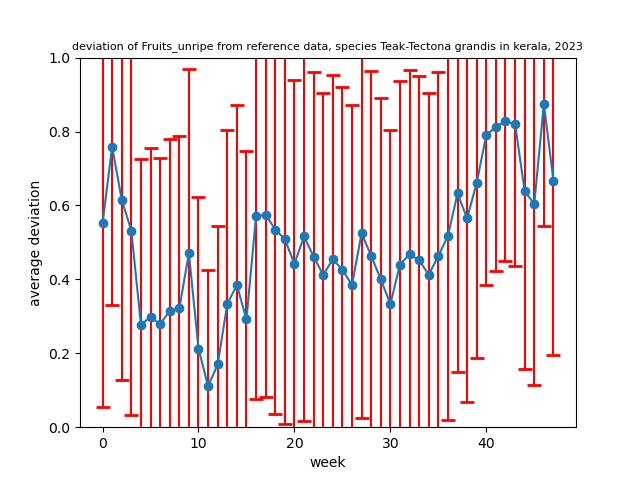 deviation of Fruits_unripe from reference data, species Teak-Tectona grandis in kerala, 2023
1.0
0.8
0.6
0.4
0.2
0.0
average deviation
0 10 20 30 40
week